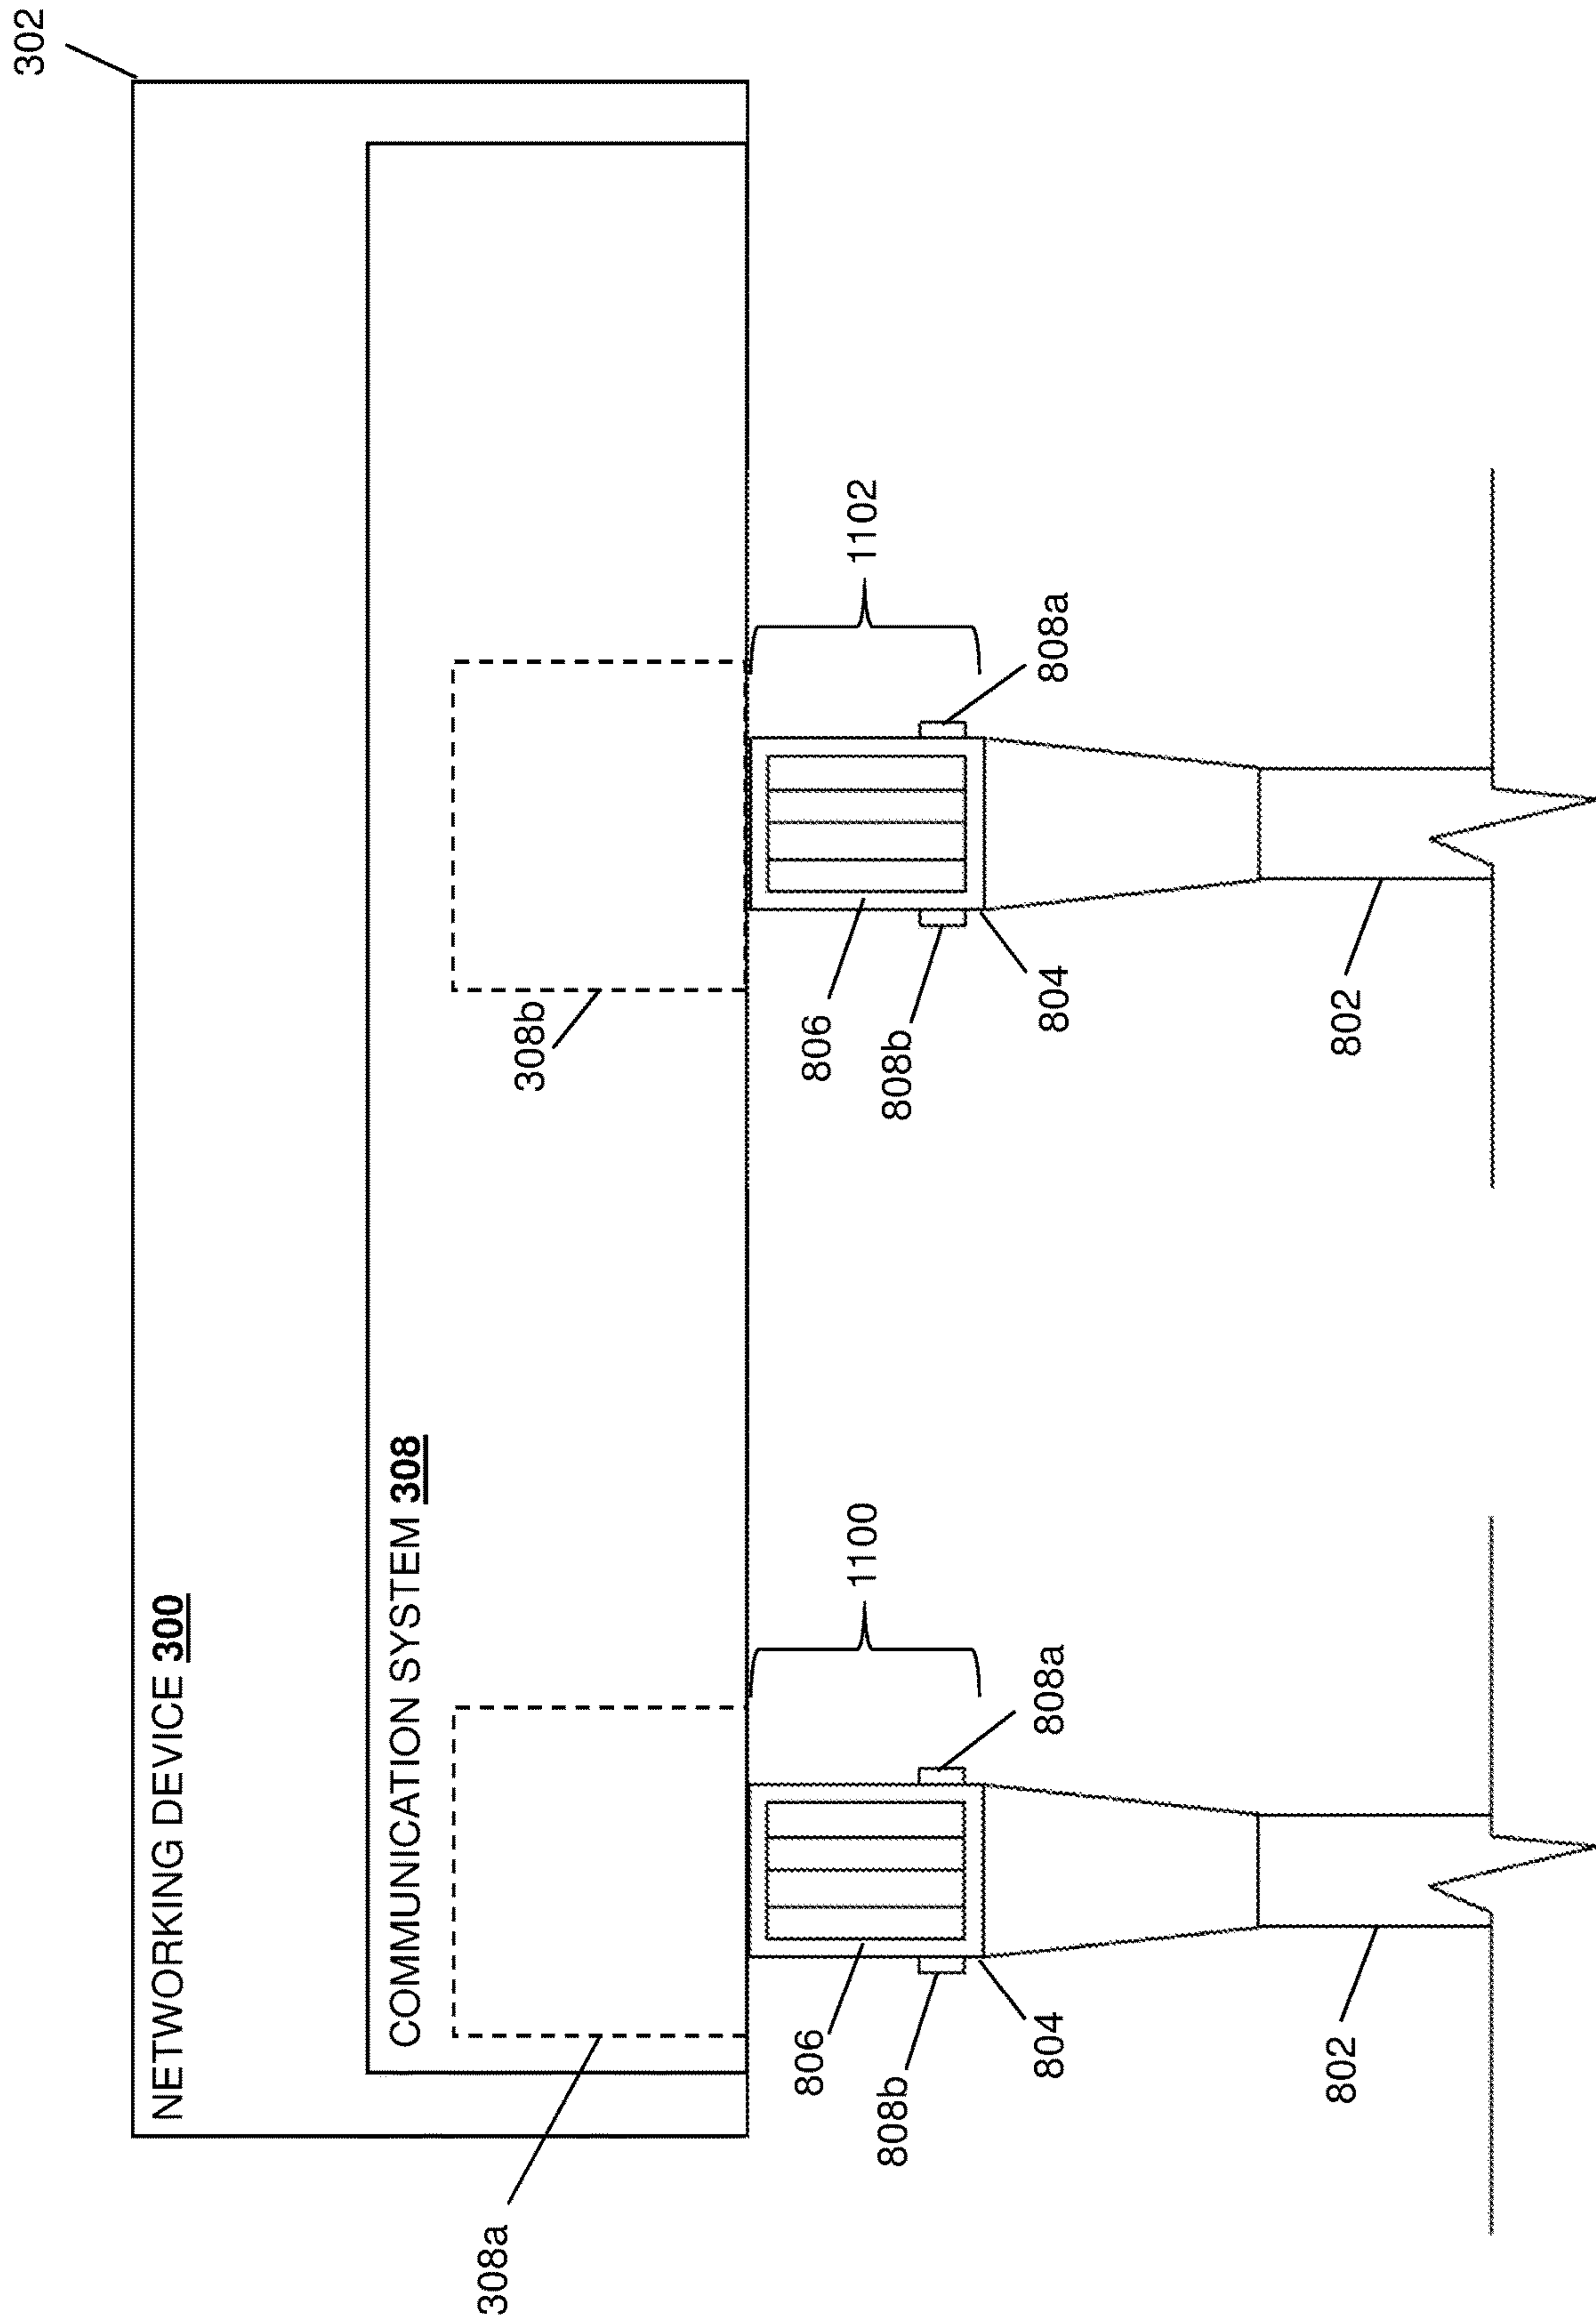 302
NETWORKING DEVICE 300
COMMUNICATION SYSTEM 308
308a
308b
1100
1102
806
808b
808a
804
802
806
808b
808a
804
802